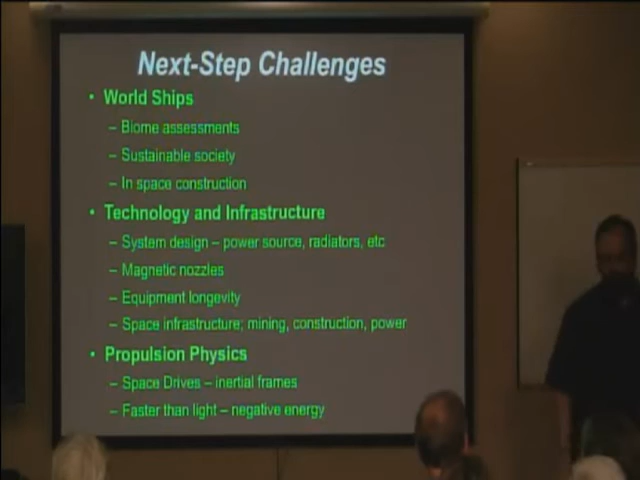 Next-Step Challenges
• World Ships
– Biome assessments
– Sustainable society
– In space construction
• Technology and Infrastructure
– System design – power source, radiators, etc
– Magnetic nozzles
– Equipment longevity
– Space infrastructure; mining, construction, power
• Propulsion Physics
– Space Drives – inertial frames
– Faster than light – negative energy